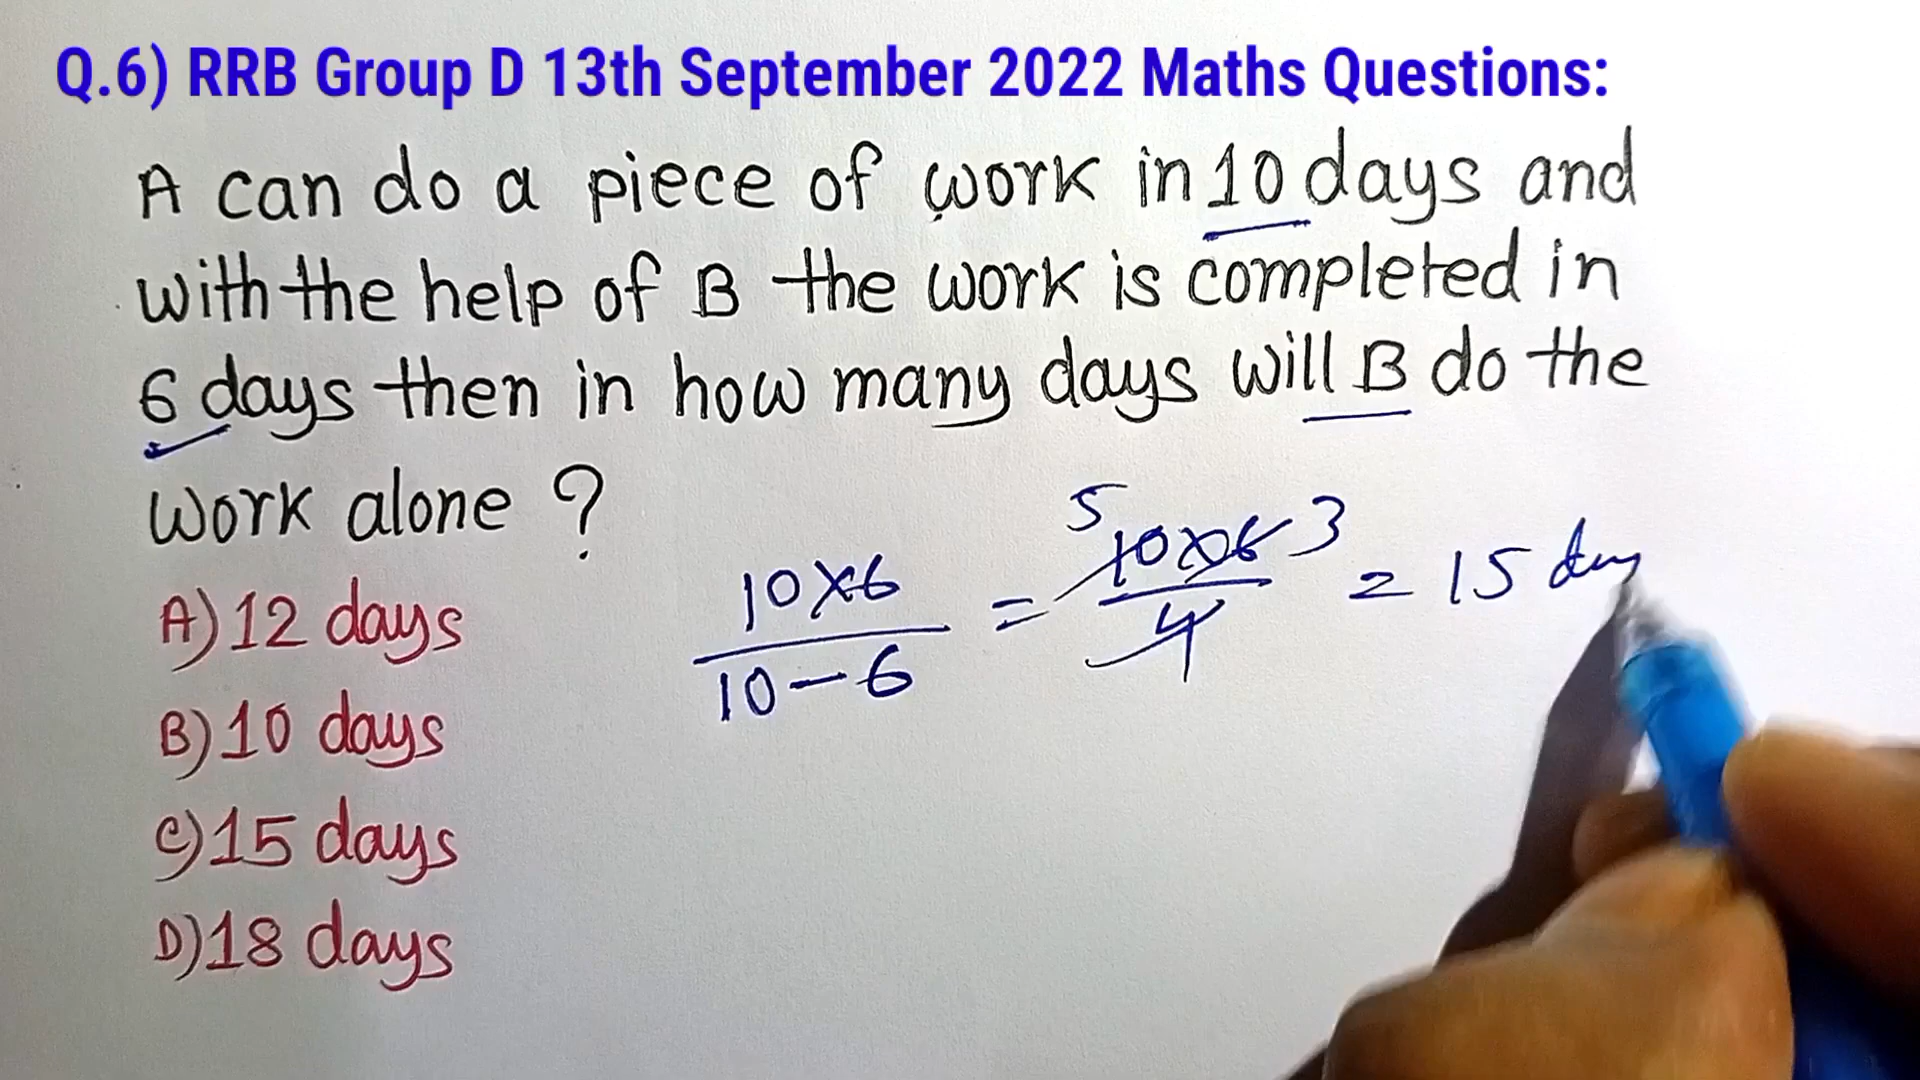 Q.6) RRB Group D 13th September 2022 Maths Questions:
A can do a piece of work in 10 days and
with the help of B the work is completed in
6 days then in how many days will B do the
work alone ?
A) 12 days
B) 10 days
C) 15 days
D) 18 days
10×6 / 10-6 = 5 10×6 3 / 4 = 15 day